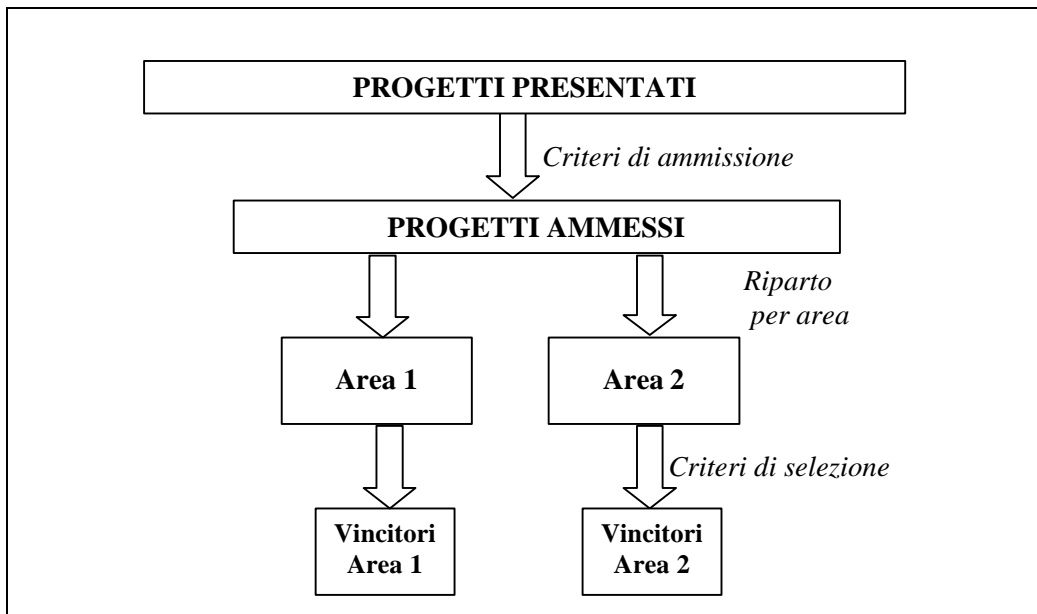 PROGETTI PRESENTATI
Criteri di ammissione
PROGETTI AMMESSI
Riparto
per area
Area 1
Area 2
Criteri di selezione
Vincitori
Area 1
Vincitori
Area 2